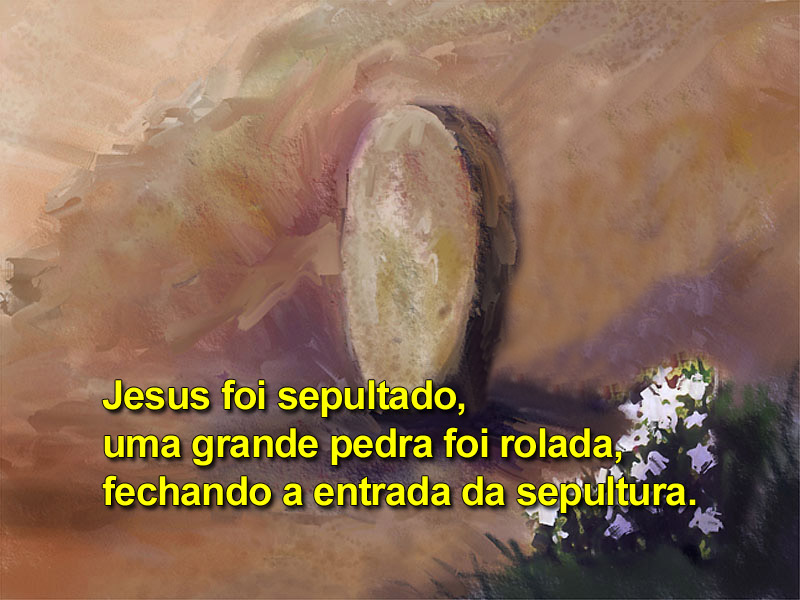 Jesus foi sepultado,
uma grande pedra foi rolada,
fechando a entrada da sepultura.